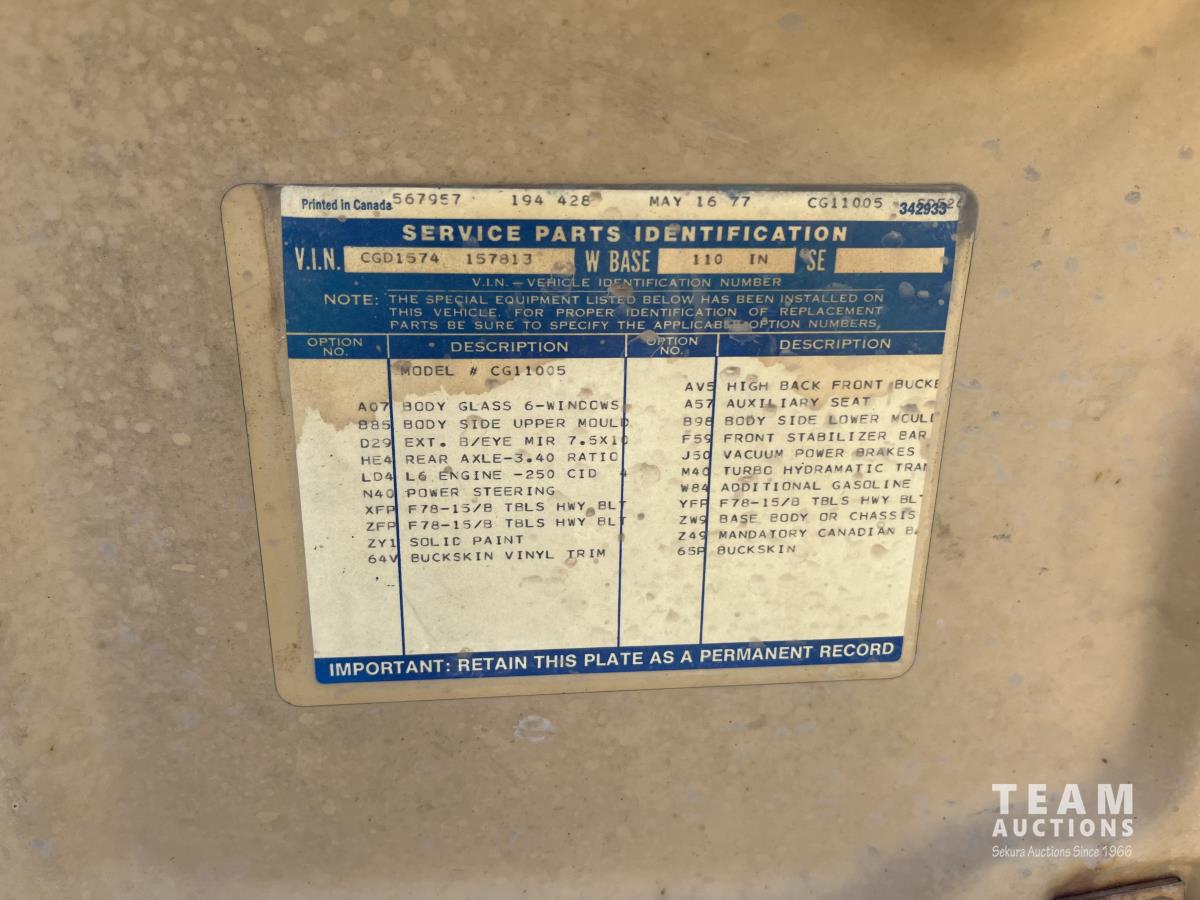 Printed in Canada 567957 194 428 MAY 16 77 CG11005 342933
SERVICE PARTS IDENTIFICATION
V.I.N. CGD1574 157813 W BASE 110 IN SE
V.I.N. — VEHICLE IDENTIFICATION NUMBER
NOTE: THE SPECIAL EQUIPMENT LISTED BELOW HAS BEEN INSTALLED ON
THIS VEHICLE. FOR PROPER IDENTIFICATION OF REPLACEMENT
PARTS BE SURE TO SPECIFY THE APPLICABLE OPTION NUMBERS.
OPTION NO. DESCRIPTION OPTION NO. DESCRIPTION
MODEL # CG11005
A07 BODY GLASS 6-WINDOWS
B85 BODY SIDE UPPER MOULD
D29 EXT. B/EYE MIR 7.5X10
HE4 REAR AXLE-3.40 RATIO
LD4 L6 ENGINE -250 CID 4
N40 POWER STEERING
XFP F78-15/B TBLS HWY BLT
ZFP F78-15/B TBLS HWY BLT
ZY1 SOLID PAINT
64V BUCKSKIN VINYL TRIM
AV5 HIGH BACK FRONT BUCKE
A57 AUXILIARY SEAT
B98 BODY SIDE LOWER MOULD
F59 FRONT STABILIZER BAR
J50 VACUUM POWER BRAKES
M40 TURBO HYDRAMATIC TRAN
W84 ADDITIONAL GASOLINE
YFP F78-15/B TBLS HWY BLT
ZW9 BASE BODY OR CHASSIS
Z49 MANDATORY CANADIAN BA
65P BUCKSKIN
IMPORTANT: RETAIN THIS PLATE AS A PERMANENT RECORD
TEAM
AUCTIONS
Sekura Auctions Since 1966